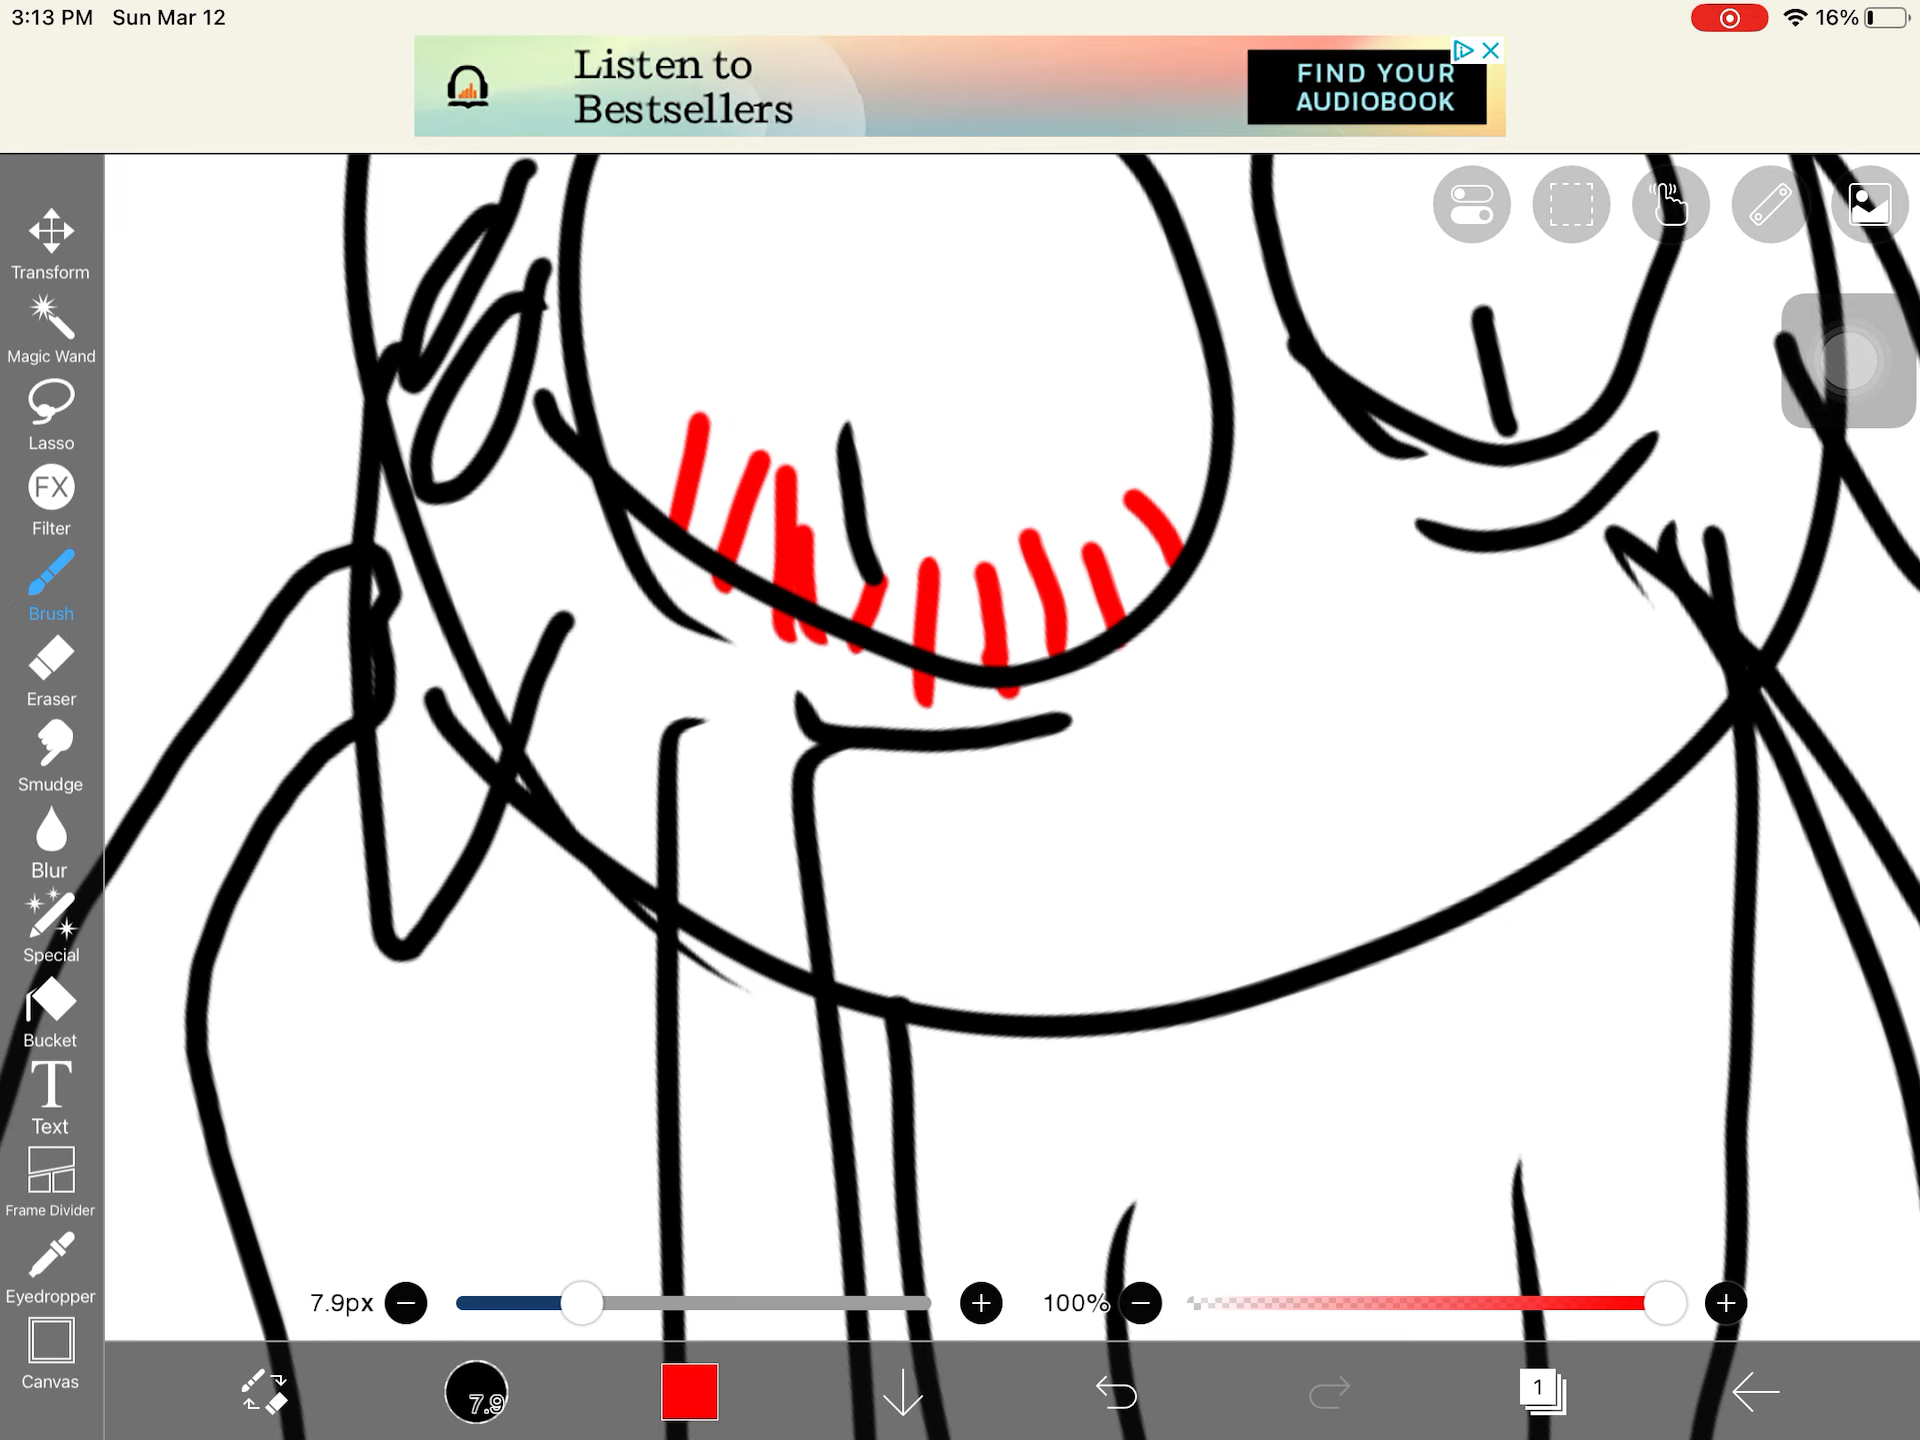 3:13 PM Sun Mar 12
16%
Listen to
Bestsellers
FIND YOUR
AUDIOBOOK
Transform
Magic Wand
Lasso
FX
Filter
Brush
Eraser
Smudge
Blur
Special
Bucket
T
Text
Frame Divider
Eyedropper
Canvas
7.9px
100%
7.9
1